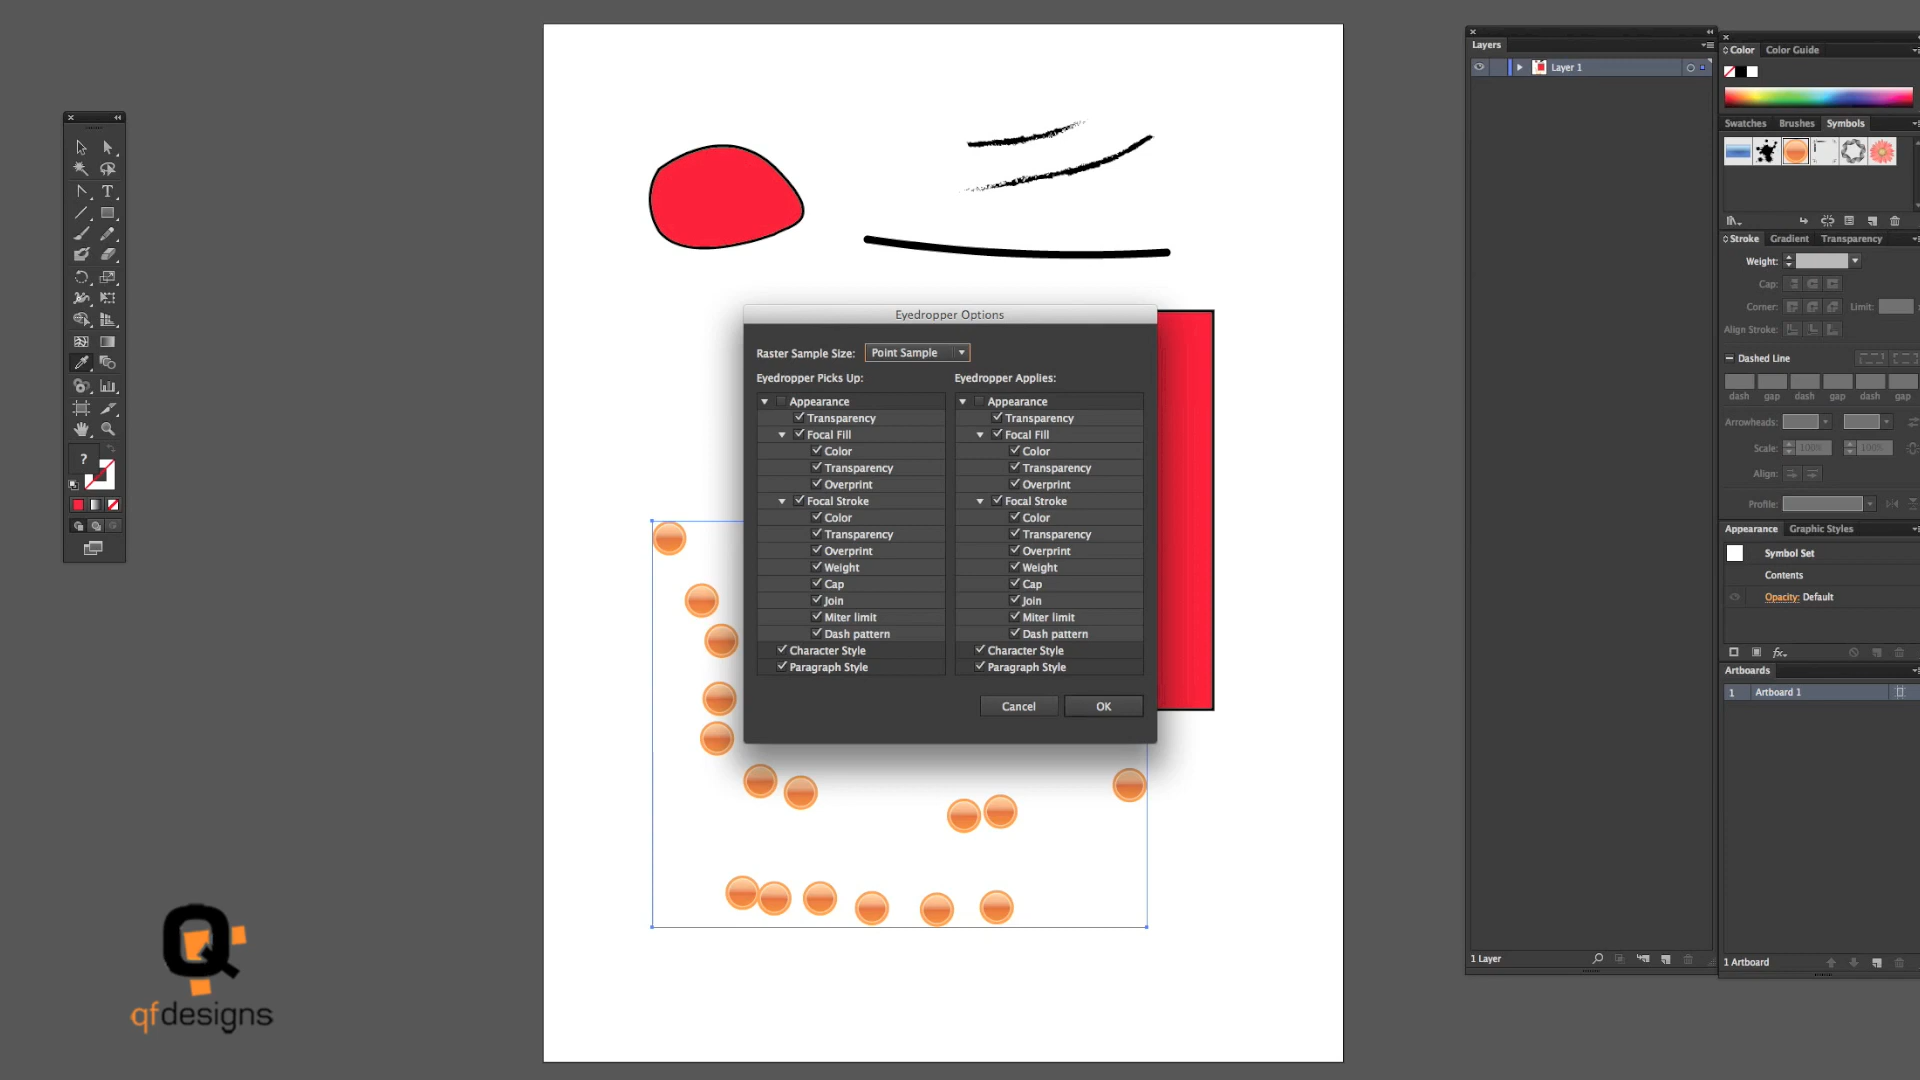 Eyedropper Options
Raster Sample Size: Point Sample
Eyedropper Picks Up:
Appearance
Transparency
Focal Fill
Color
Transparency
Overprint
Focal Stroke
Color
Transparency
Overprint
Weight
Cap
Join
Miter limit
Dash pattern
Character Style
Paragraph Style
Eyedropper Applies:
Appearance
Transparency
Focal Fill
Color
Transparency
Overprint
Focal Stroke
Color
Transparency
Overprint
Weight
Cap
Join
Miter limit
Dash pattern
Character Style
Paragraph Style
Cancel OK
T
?
Q
qfdesigns
Layers
Layer 1
1 Layer
Color Color Guide
Swatches Brushes Symbols
Stroke Gradient Transparency
Weight:
Cap:
Corner: Limit:
Align Stroke:
Dashed Line
dash gap dash gap dash gap
Arrowheads:
Scale: 100% 100%
Align:
Profile:
Appearance Graphic Styles
Symbol Set
Contents
Opacity: Default
fx.
Artboards
1 Artboard 1
1 Artboard